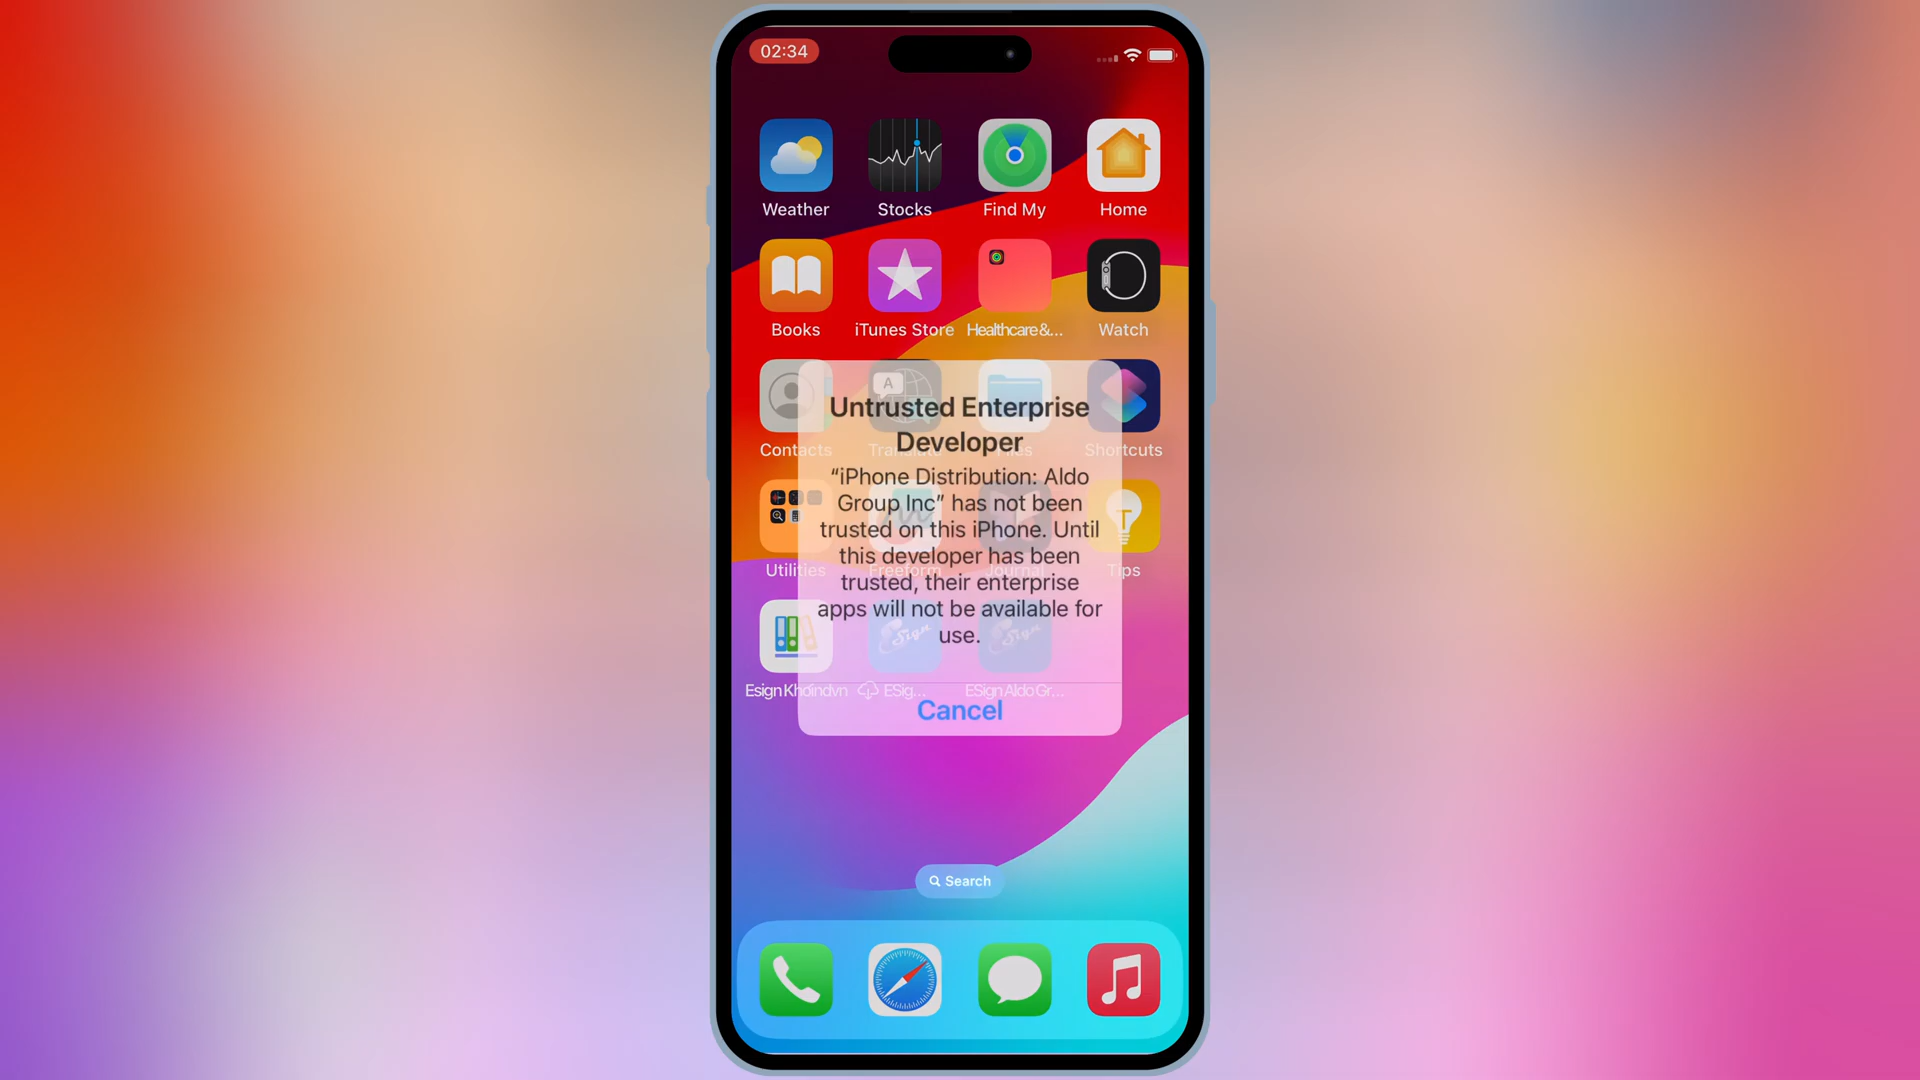 02:34
Weather Stocks Find My Home
Books iTunes Store Healthcare &... Watch
Contacts Translate Files Shortcuts
Untrusted Enterprise
Developer
“iPhone Distribution: Aldo
Group Inc” has not been
trusted on this iPhone. Until
this developer has been
trusted, their enterprise
apps will not be available for
use.
Cancel
Utilities Freeform Journal Tips
Esign Khoindvn ESig... ESign Aldo Gr...
Search